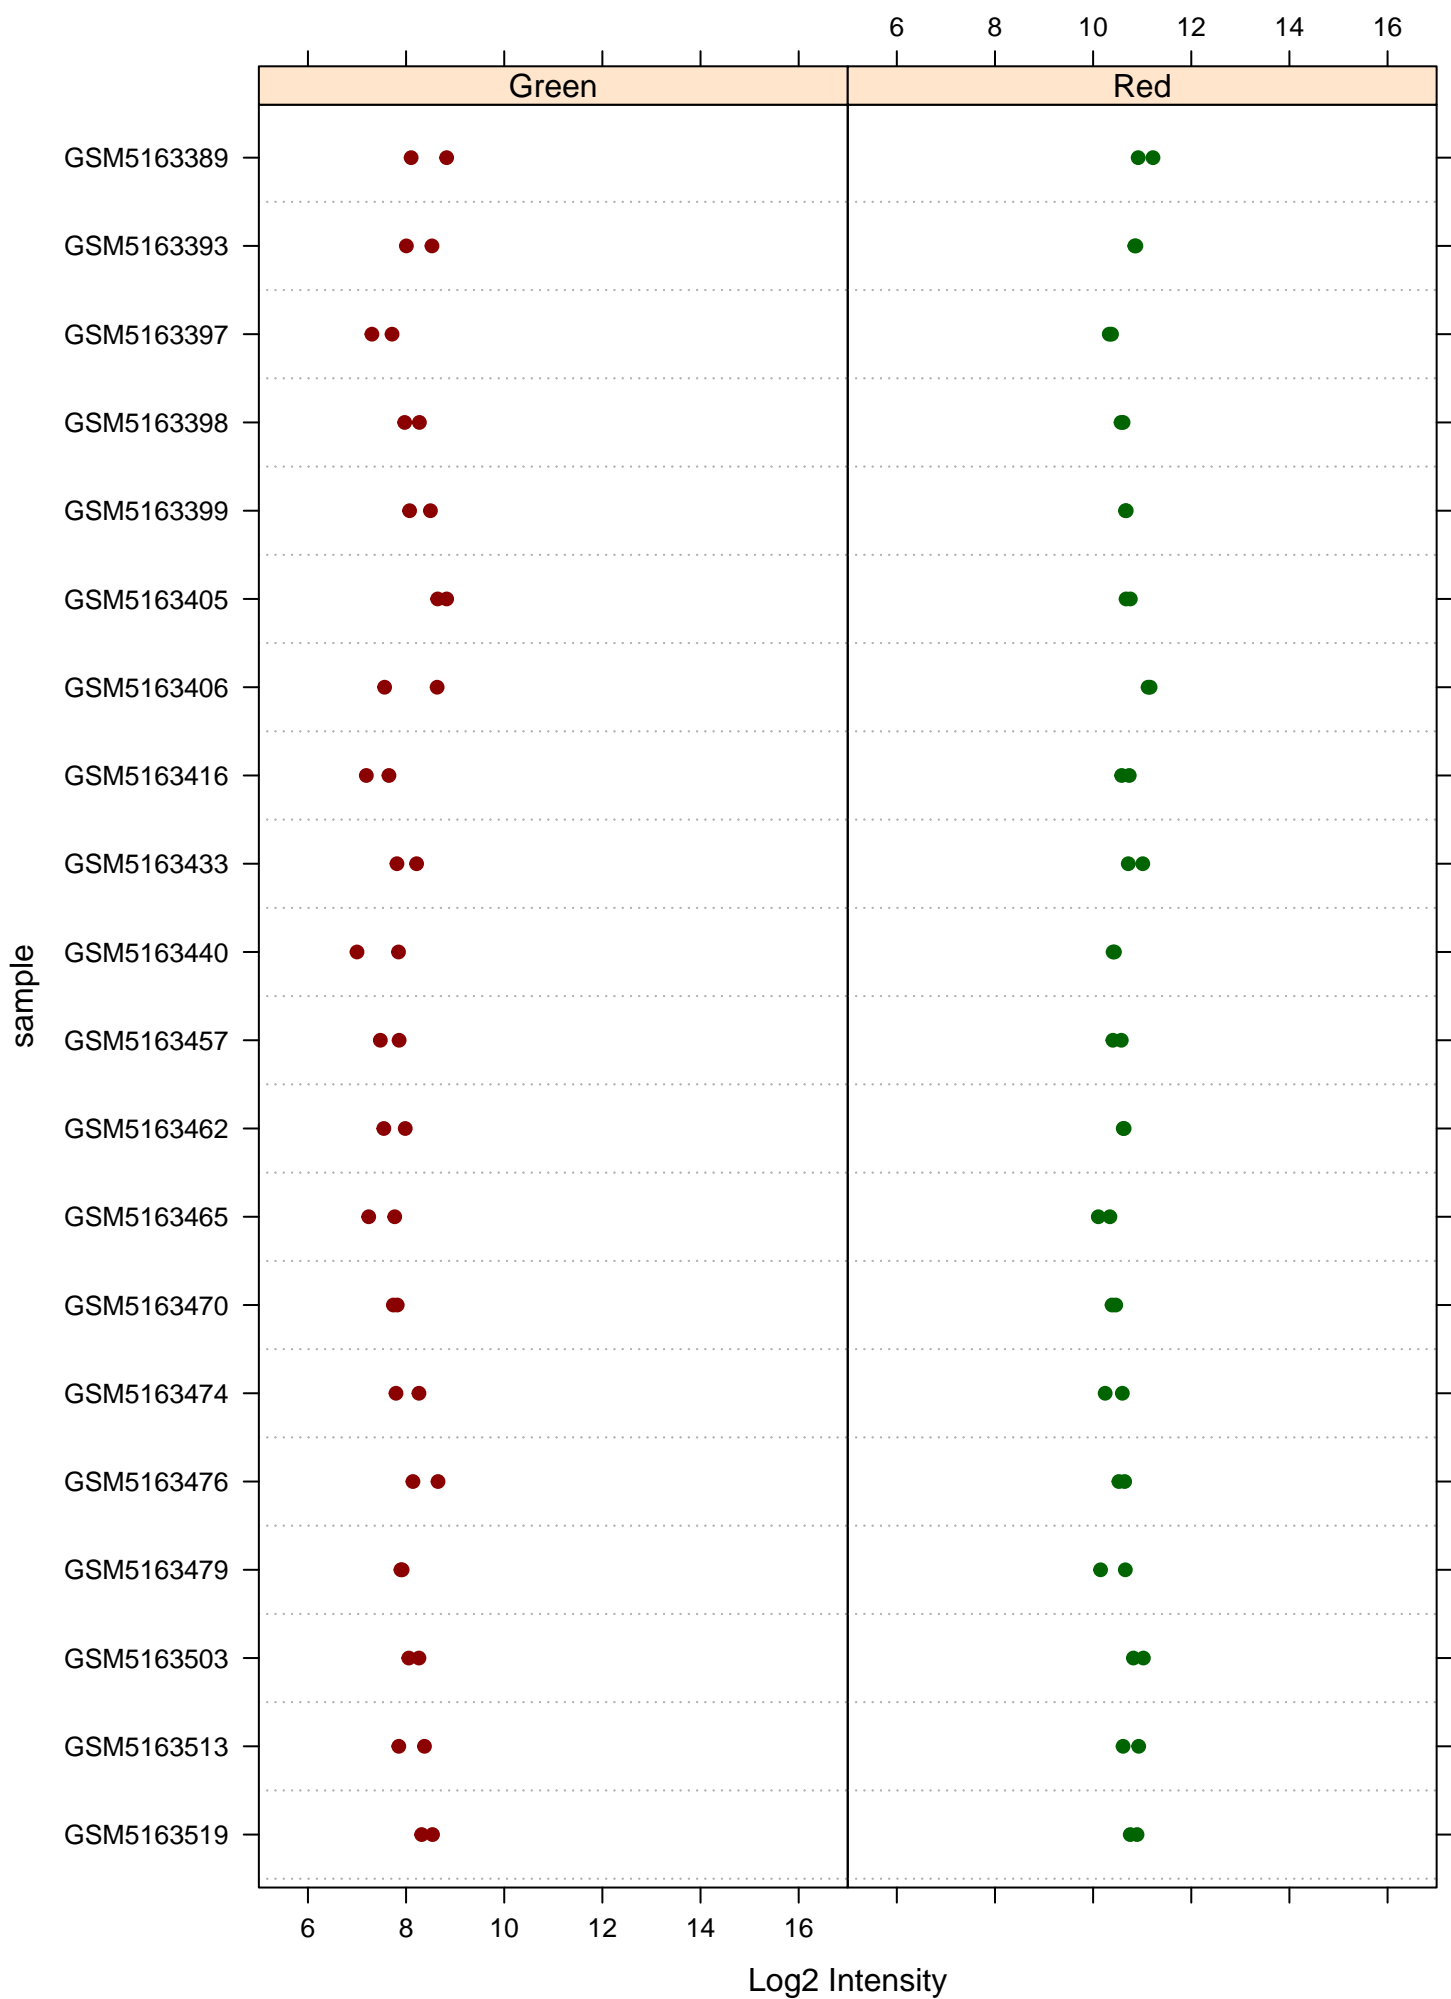 6 8 10 12 14 16
Green Red
GSM5163389
GSM5163393
GSM5163397
GSM5163398
GSM5163399
GSM5163405
GSM5163406
GSM5163416
GSM5163433
GSM5163440
GSM5163457
GSM5163462
GSM5163465
GSM5163470
GSM5163474
GSM5163476
GSM5163479
GSM5163503
GSM5163513
GSM5163519
sample
6 8 10 12 14 16
Log2 Intensity